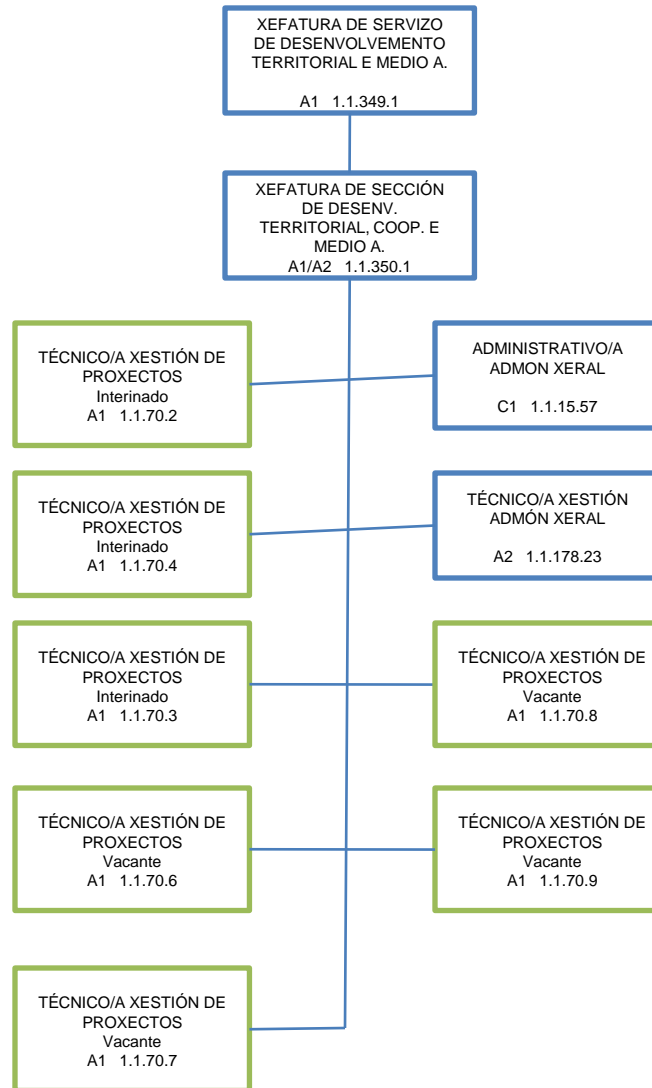 XEFATURA DE SERVIZO
DE DESENVOLVEMENTO
TERRITORIAL E MEDIO A.
A1 1.1.349.1
XEFATURA DE SECCIÓN
DE DESENV.
TERRITORIAL, COOP. E
MEDIO A.
A1/A2 1.1.350.1
TÉCNICO/A XESTIÓN DE
PROXECTOS
Interinado
A1 1.1.70.2
ADMINISTRATIVO/A
ADMON XERAL
C1 1.1.15.57
TÉCNICO/A XESTIÓN DE
PROXECTOS
Interinado
A1 1.1.70.4
TÉCNICO/A XESTIÓN
ADMÓN XERAL
A2 1.1.178.23
TÉCNICO/A XESTIÓN DE
PROXECTOS
Interinado
A1 1.1.70.3
TÉCNICO/A XESTIÓN DE
PROXECTOS
Vacante
A1 1.1.70.8
TÉCNICO/A XESTIÓN DE
PROXECTOS
Vacante
A1 1.1.70.6
TÉCNICO/A XESTIÓN DE
PROXECTOS
Vacante
A1 1.1.70.9
TÉCNICO/A XESTIÓN DE
PROXECTOS
Vacante
A1 1.1.70.7